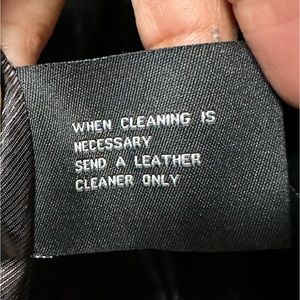 WHEN CLEANING IS
NECESSARY
SEND A LEATHER
CLEANER ONLY